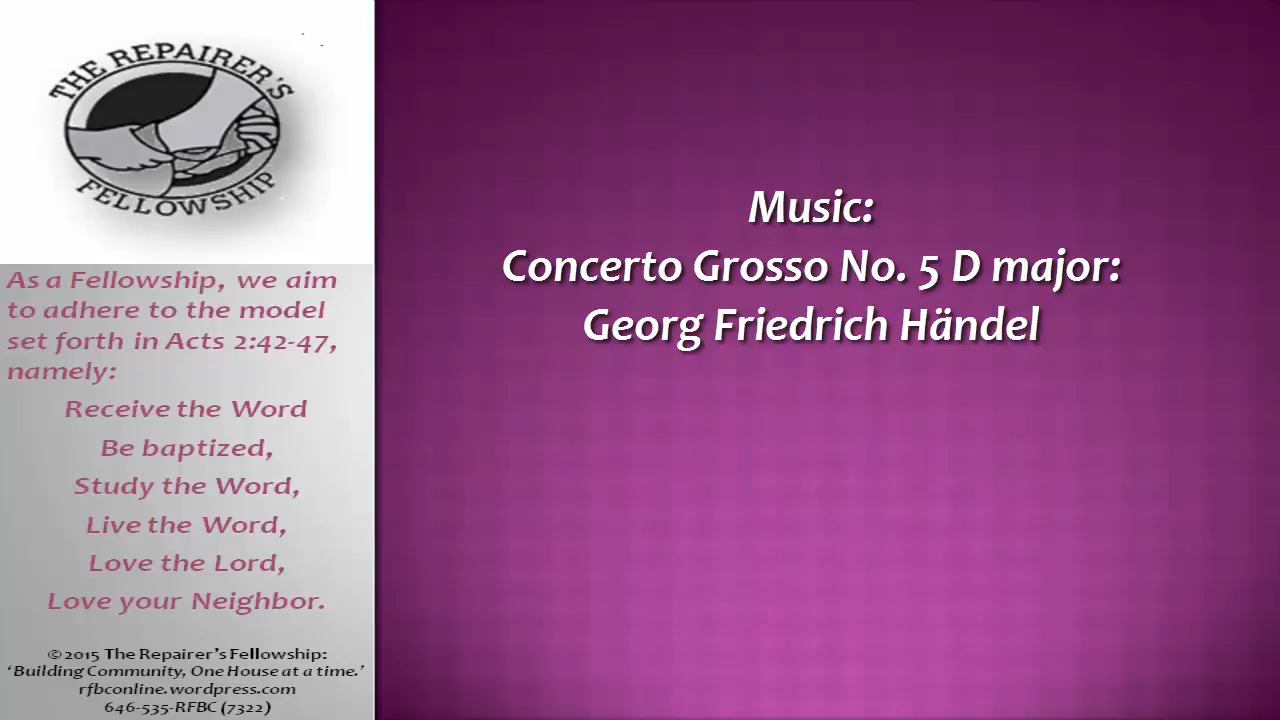 THE REPAIRER'S
FELLOWSHIP
As a Fellowship, we aim
to adhere to the model
set forth in Acts 2:42-47,
namely:
Receive the Word
Be baptized,
Study the Word,
Live the Word,
Love the Lord,
Love your Neighbor.
©2015 The Repairer's Fellowship:
'Building Community, One House at a time.'
rfbconline.wordpress.com
646-535-RFBC (7322)
Music:
Concerto Grosso No. 5 D major:
Georg Friedrich Händel